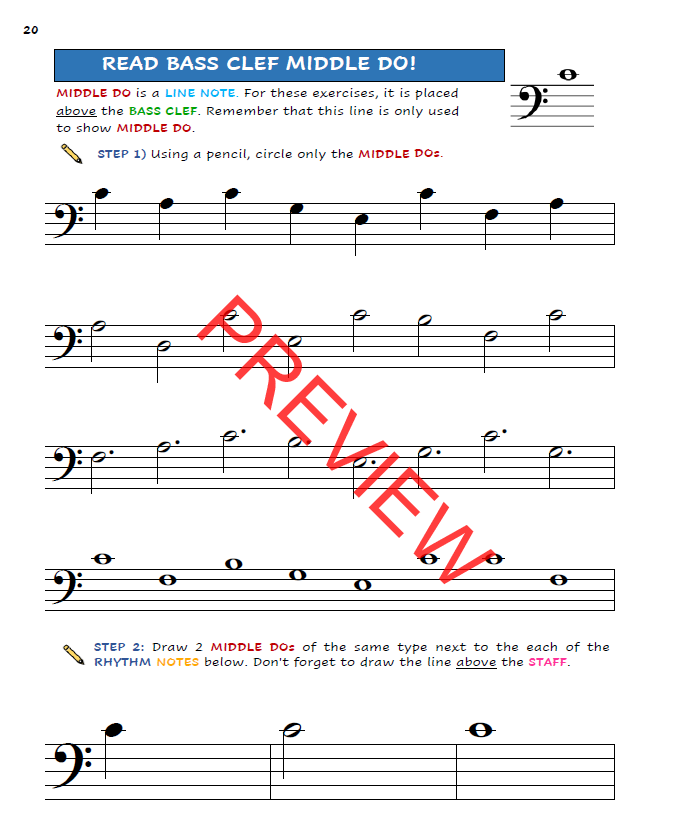 20
READ BASS CLEF MIDDLE DO!
MIDDLE DO is a LINE NOTE. For these exercises, it is placed
above the BASS CLEF. Remember that this line is only used
to show MIDDLE DO.
STEP 1) Using a pencil, circle only the MIDDLE DOs.
PREVIEW
STEP 2: Draw 2 MIDDLE DOs of the same type next to the each of the
RHYTHM NOTES below. Don't forget to draw the line above the STAFF.